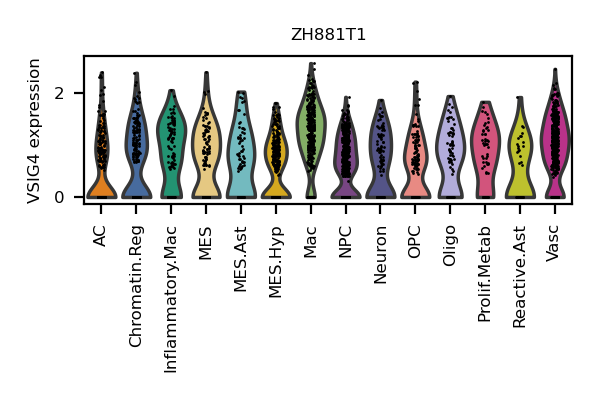 ZH881T1
VSIG4 expression
2
0
AC
Chromatin.Reg
Inflammatory.Mac
MES
MES.Ast
MES.Hyp
Mac
NPC
Neuron
OPC
Oligo
Prolif.Metab
Reactive.Ast
Vasc